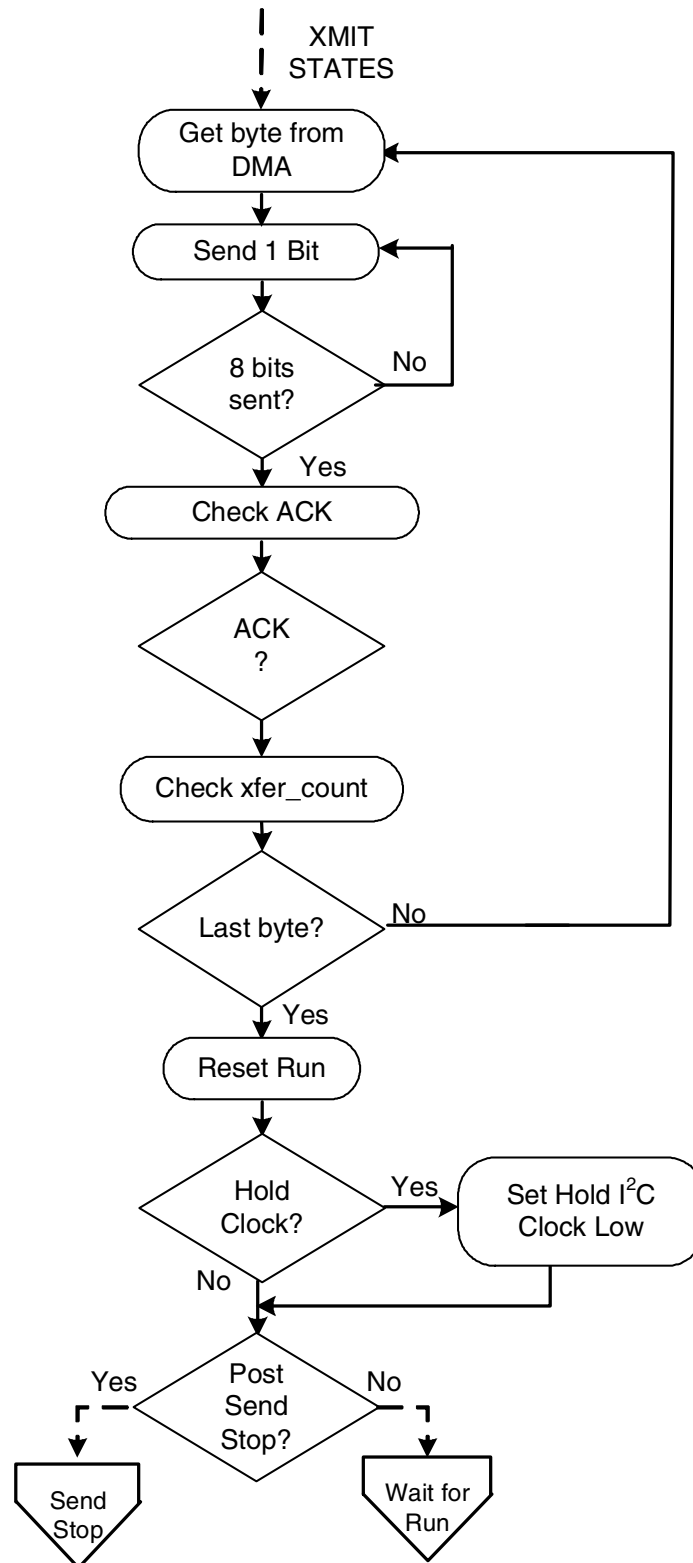 XMIT
STATES
Get byte from
DMA
Send 1 Bit
8 bits
sent?
No
Yes
Check ACK
ACK
?
Check xfer_count
Last byte?
No
Yes
Reset Run
Hold
Clock?
Yes
Set Hold I²C
Clock Low
No
Post
Send
Stop?
Yes
No
Send
Stop
Wait for
Run